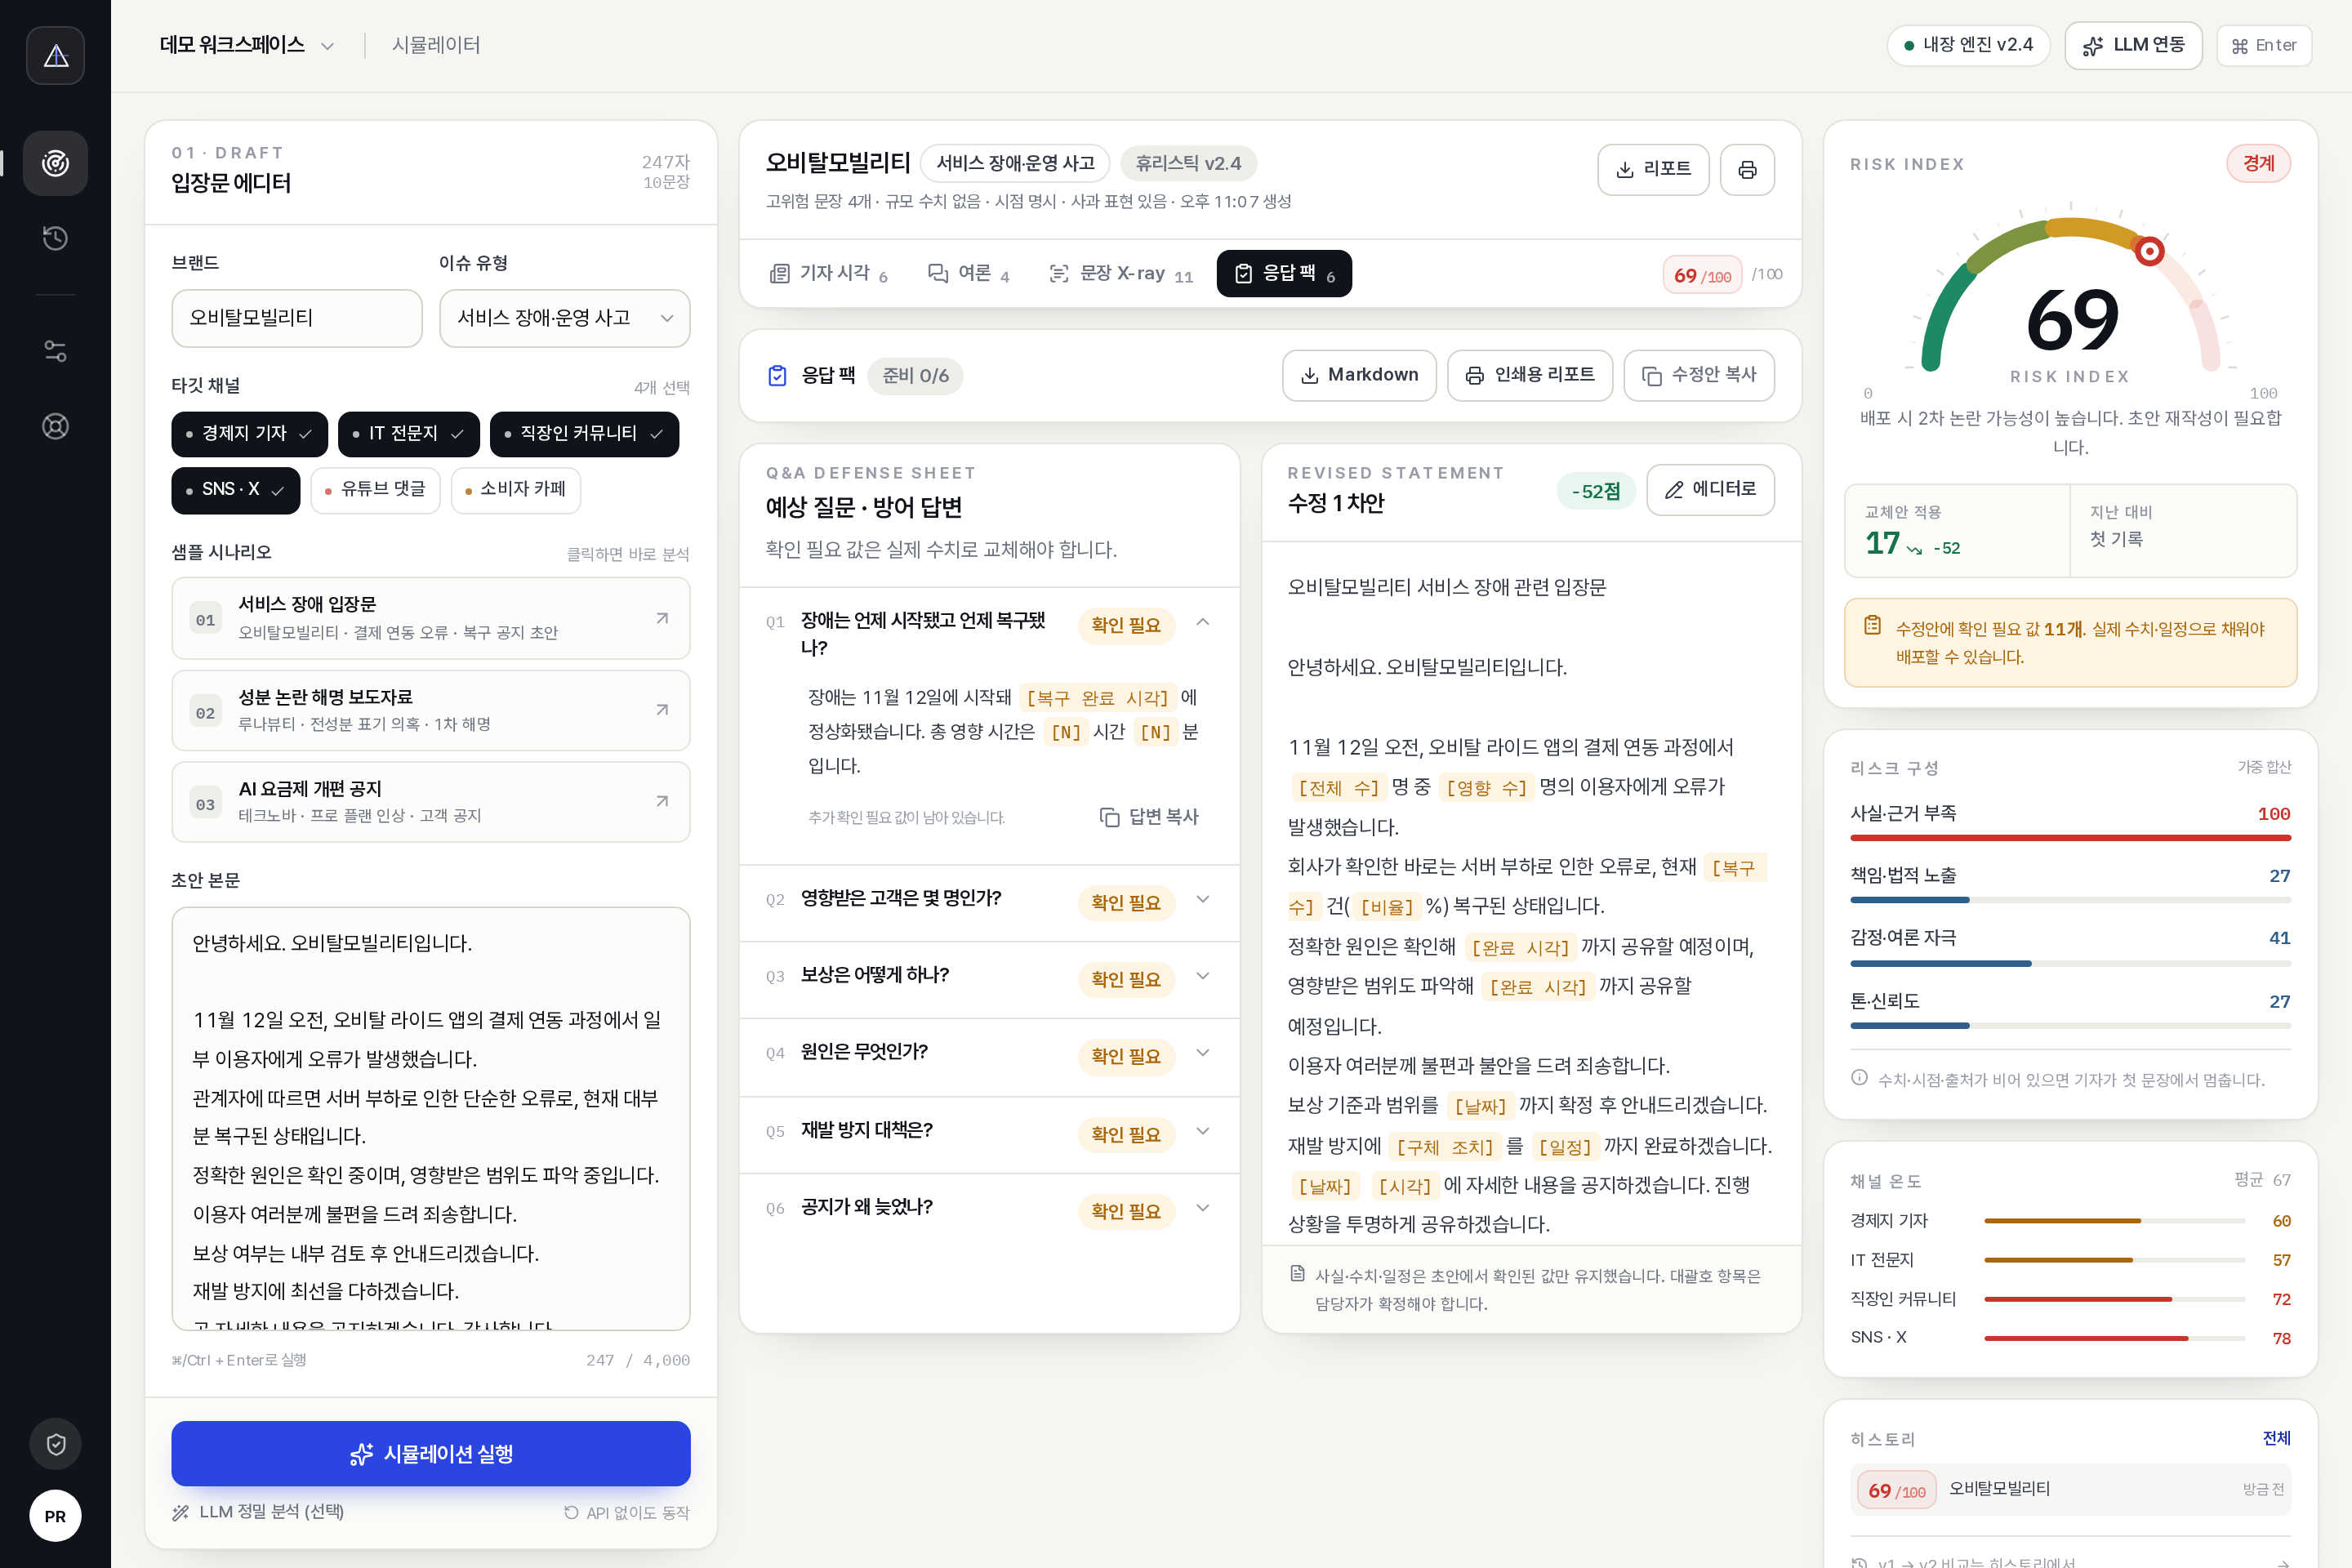 데모 워크스페이스
시뮬레이터
내장 엔진 v2.4
LLM 연동
⌘ Enter
01 · DRAFT
입장문 에디터
247자
10문장
브랜드
이슈 유형
오비탈모빌리티
서비스 장애·운영 사고
타깃 채널
4개 선택
경제지 기자
IT 전문지
직장인 커뮤니티
SNS · X
유튜브 댓글
소비자 카페
샘플 시나리오
클릭하면 바로 분석
01
서비스 장애 입장문
오비탈모빌리티 · 결제 연동 오류 · 복구 공지 초안
02
성분 논란 해명 보도자료
루나뷰티 · 전성분 표기 의혹 · 1차 해명
03
AI 요금제 개편 공지
테크노바 · 프로 플랜 인상 · 고객 공지
초안 본문
안녕하세요. 오비탈모빌리티입니다.
11월 12일 오전, 오비탈 라이드 앱의 결제 연동 과정에서 일
부 이용자에게 오류가 발생했습니다.
관계자에 따르면 서버 부하로 인한 단순한 오류로, 현재 대부
분 복구된 상태입니다.
정확한 원인은 확인 중이며, 영향받은 범위도 파악 중입니다.
이용자 여러분께 불편을 드려 죄송합니다.
보상 여부는 내부 검토 후 안내드리겠습니다.
재발 방지에 최선을 다하겠습니다.
곧 자세한 내용을 공지하겠습니다. 감사합니다.
⌘/Ctrl + Enter로 실행
247 / 4,000
시뮬레이션 실행
LLM 정밀 분석 (선택)
API 없이도 동작
PR
오비탈모빌리티
서비스 장애·운영 사고
휴리스틱 v2.4
고위험 문장 4개 · 규모 수치 없음 · 시점 명시 · 사과 표현 있음 · 오후 11:07 생성
리포트
기자 시각 6
여론 4
문장 X-ray 11
응답 팩 6
69 /100
/100
응답 팩
준비 0/6
Markdown
인쇄용 리포트
수정안 복사
Q&A DEFENSE SHEET
예상 질문 · 방어 답변
확인 필요 값은 실제 수치로 교체해야 합니다.
Q1
장애는 언제 시작됐고 언제 복구됐
나?
확인 필요
장애는 11월 12일에 시작돼 [복구 완료 시각]에
정상화됐습니다. 총 영향 시간은 [N]시간 [N]분
입니다.
추가 확인 필요 값이 남아 있습니다.
답변 복사
Q2
영향받은 고객은 몇 명인가?
확인 필요
Q3
보상은 어떻게 하나?
확인 필요
Q4
원인은 무엇인가?
확인 필요
Q5
재발 방지 대책은?
확인 필요
Q6
공지가 왜 늦었나?
확인 필요
REVISED STATEMENT
수정 1차안
-52점
에디터로
오비탈모빌리티 서비스 장애 관련 입장문
안녕하세요. 오비탈모빌리티입니다.
11월 12일 오전, 오비탈 라이드 앱의 결제 연동 과정에서
[전체 수]명 중 [영향 수]명의 이용자에게 오류가
발생했습니다.
회사가 확인한 바로는 서버 부하로 인한 오류로, 현재 [복구
수]건([비율]%) 복구된 상태입니다.
정확한 원인은 확인해 [완료 시각]까지 공유할 예정이며,
영향받은 범위도 파악해 [완료 시각]까지 공유할
예정입니다.
이용자 여러분께 불편과 불안을 드려 죄송합니다.
보상 기준과 범위를 [날짜]까지 확정 후 안내드리겠습니다.
재발 방지에 [구체 조치]를 [일정]까지 완료하겠습니다.
[날짜] [시각]에 자세한 내용을 공지하겠습니다. 진행
상황을 투명하게 공유하겠습니다.
사실·수치·일정은 초안에서 확인된 값만 유지했습니다. 대괄호 항목은
담당자가 확정해야 합니다.
RISK INDEX
경계
69
RISK INDEX
0
100
배포 시 2차 논란 가능성이 높습니다. 초안 재작성이 필요합
니다.
교체안 적용
17 -52
지난 대비
첫 기록
수정안에 확인 필요 값 11개. 실제 수치·일정으로 채워야
배포할 수 있습니다.
리스크 구성
가중 합산
사실·근거 부족 100
책임·법적 노출 27
감정·여론 자극 41
톤·신뢰도 27
수치·시점·출처가 비어 있으면 기자가 첫 문장에서 멈춥니다.
채널 온도
평균 67
경제지 기자 60
IT 전문지 57
직장인 커뮤니티 72
SNS · X 78
히스토리
전체
69 /100
오비탈모빌리티
방금 전
v1 → v2 비교는 히스토리에서